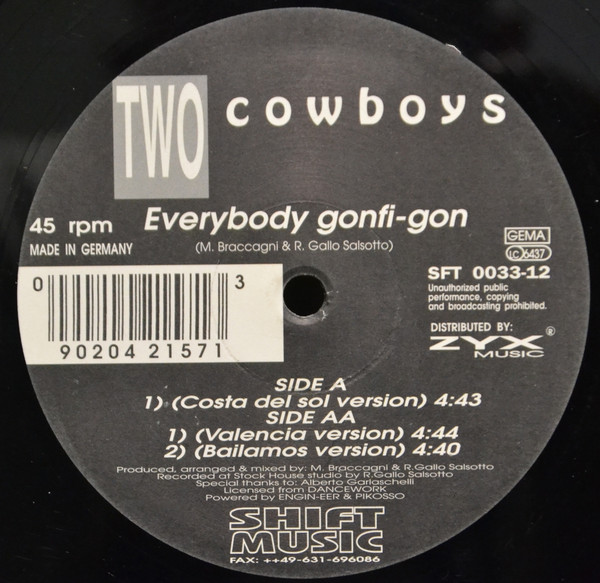 TWO cowboys
Everybody gonfi-gon
(M. Braccagni & R. Gallo Salsotto)
45 rpm
MADE IN GERMANY
0 3
90204 21571
GEMA
LC 6437
SFT 0033-12
Unauthorized public
performance, copying
and broadcasting prohibited.
DISTRIBUTED BY:
ZYX®
MUSIC
SIDE A
1) (Costa del sol version) 4:43
SIDE AA
1) (Valencia version) 4:44
2) (Bailamos version) 4:40
Produced, arranged & mixed by: M. Braccagni & R.Gallo Salsotto
Recorded at Stock House studio by R.Gallo Salsotto
Special thanks to: Alberto Garlaschelli
Licensed from DANCEWORK
Powered by ENGIN-EER & PIKOSSO
SHIFT
MUSIC
FAX: ++49-631-696086